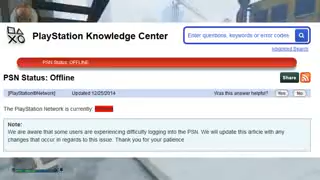 PlayStation Knowledge Center
Enter questions, keywords or error codes
Advanced Search
PSN Status: OFFLINE
PSN Status: Offline
Share
[PlayStation®Network]
Updated 12/25/2014
Was this answer helpful?
Yes
No
The PlayStation Network is currently:
Note:
We are aware that some users are experiencing difficulty logging into the PSN. We will update this article with any
changes that occur in regards to this issue. Thank you for your patience